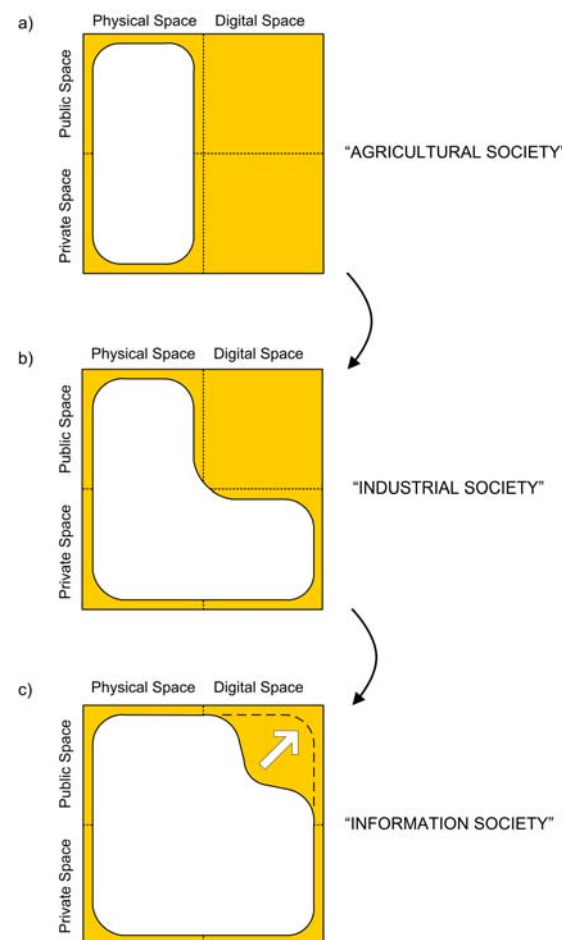 a)
Physical Space Digital Space
Public Space
Private Space
"AGRICULTURAL SOCIETY"
b)
Physical Space Digital Space
Public Space
Private Space
"INDUSTRIAL SOCIETY"
c)
Physical Space Digital Space
Public Space
Private Space
"INFORMATION SOCIETY"